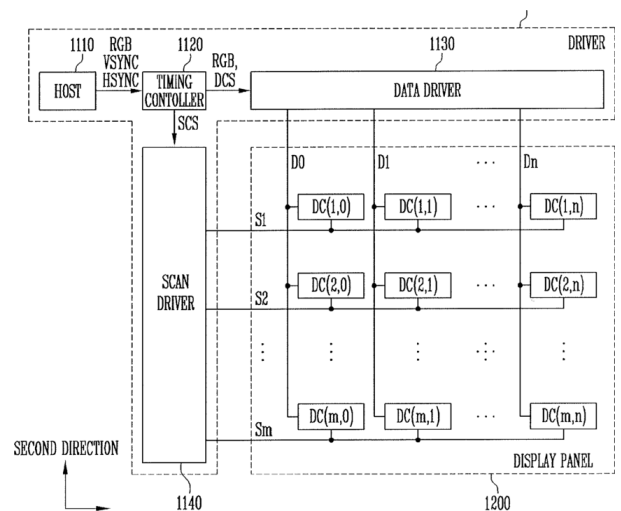 1110
RGB
VSYNC
HSYNC
1120
RGB,
DCS
1130
DRIVER
HOST
TIMING
CONTOLLER
DATA DRIVER
SCS
D0 D1 ... Dn
DC(1,0) DC(1,1) ... DC(1,n)
S1
SCAN
DRIVER
DC(2,0) DC(2,1) ... DC(2,n)
S2
DC(m,0) DC(m,1) ... DC(m,n)
Sm
SECOND DIRECTION
DISPLAY PANEL
1140
1200